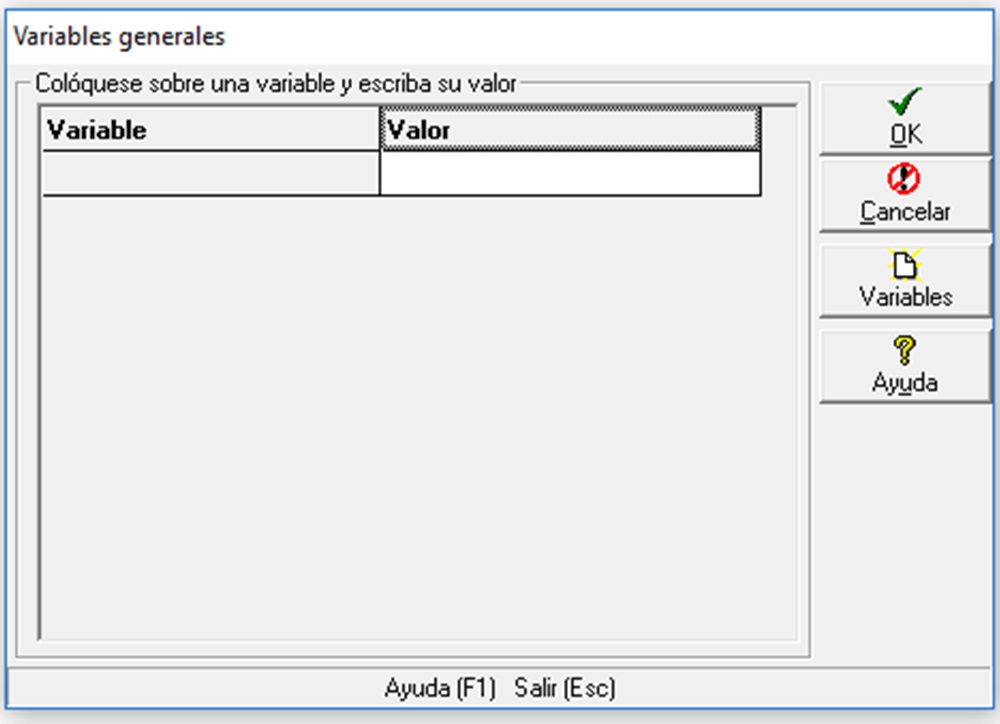 Variables generales
Colóquese sobre una variable y escriba su valor
Variable Valor
OK
Cancelar
Variables
Ayuda
Ayuda (F1) Salir (Esc)